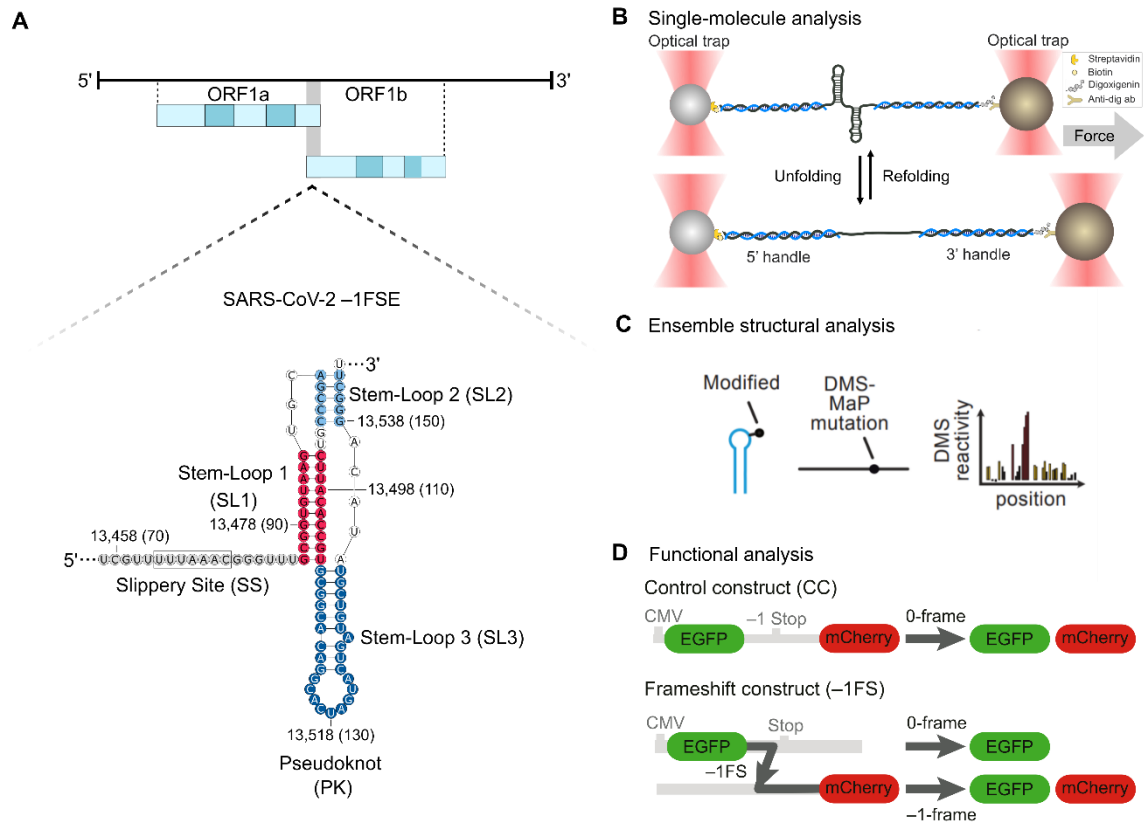 A
5'
3'
ORF1a
ORF1b
SARS-CoV-2 –1FSE
3'
Stem-Loop 2 (SL2)
13,538 (150)
Stem-Loop 1
(SL1)
13,498 (110)
13,478 (90)
13,458 (70)
5'
UCGUUUUUAAACGGGUUUG
Slippery Site (SS)
Stem-Loop 3 (SL3)
13,518 (130)
Pseudoknot
(PK)
B Single-molecule analysis
Optical trap
Optical trap
Streptavidin
Biotin
Digoxigenin
Anti-dig ab
Force
Unfolding
Refolding
5' handle
3' handle
C Ensemble structural analysis
Modified
DMS-
MaP
mutation
DMS
reactivity
position
D Functional analysis
Control construct (CC)
CMV
EGFP
–1 Stop
mCherry
0-frame
EGFP
mCherry
Frameshift construct (–1FS)
CMV
EGFP
Stop
0-frame
EGFP
–1FS
mCherry
EGFP
mCherry
–1-frame